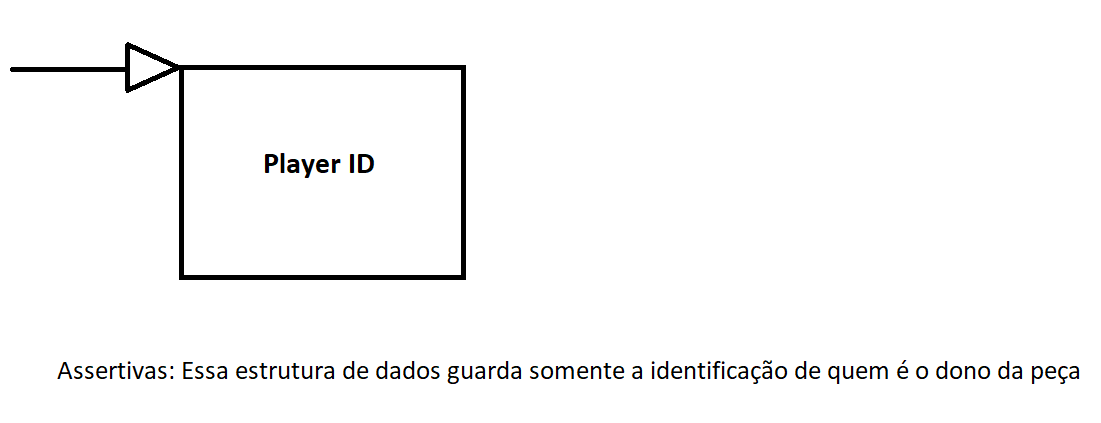 Player ID
Assertivas: Essa estrutura de dados guarda somente a identificação de quem é o dono da peça